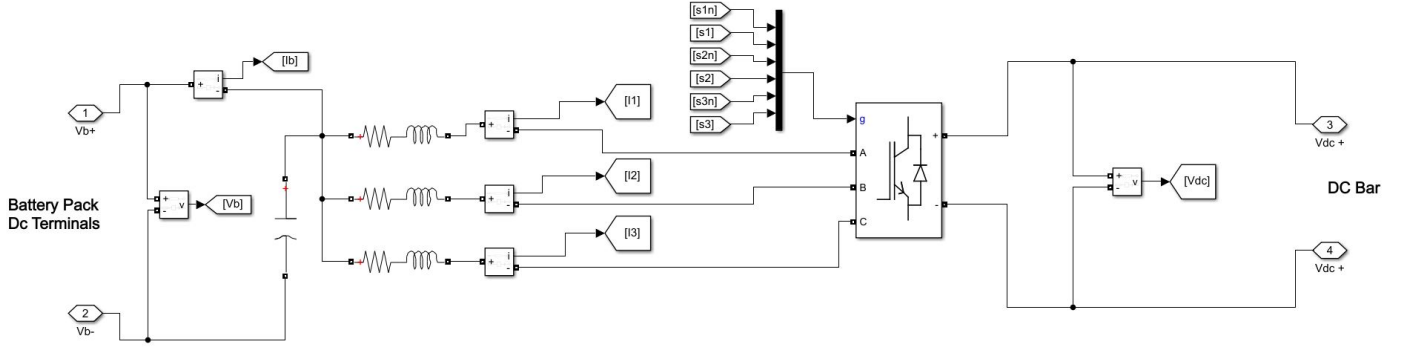 [s1n]
[s1]
[s2n]
[s2]
[s3n]
[s3]
[Ib]
+
i
-
1
Vb+
[I1]
+
i
-
g
A
B
C
+
-
3
Vdc +
[I2]
+
i
-
+
-
v
[Vdc]
DC Bar
Battery Pack
Dc Terminals
+
-
v
[Vb]
+
+
+
+
[I3]
+
i
-
4
Vdc +
2
Vb-